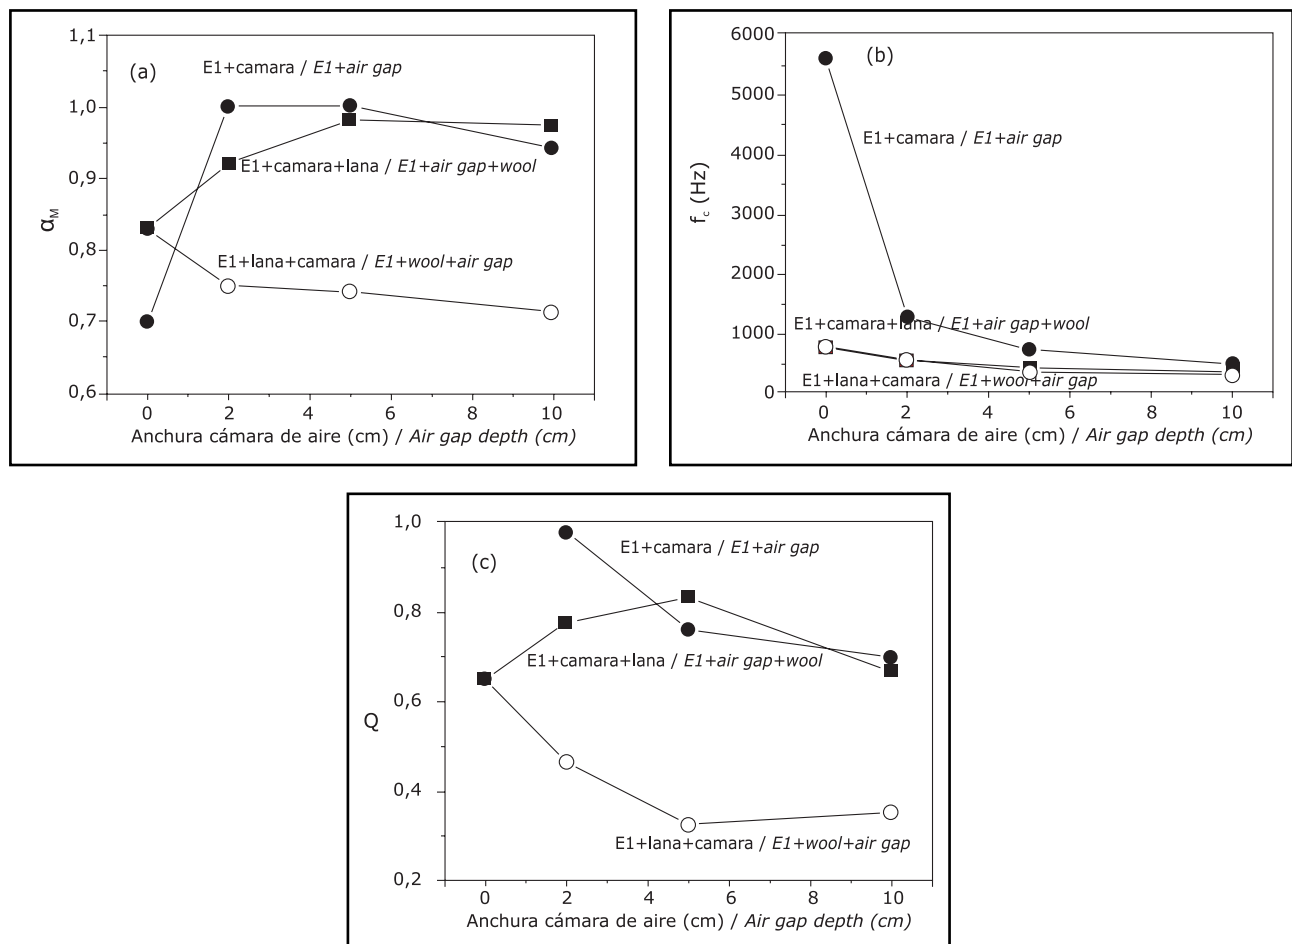 1,1
1,0
0,9
0,8
0,7
0,6
α_M
(a)
E1+camara / E1+air gap
E1+camara+lana / E1+air gap+wool
E1+lana+camara / E1+wool+air gap
0 2 4 6 8 10
Anchura cámara de aire (cm) / Air gap depth (cm)
6000
5000
4000
3000
2000
1000
0
f_c (Hz)
(b)
E1+camara / E1+air gap
E1+camara+lana / E1+air gap+wool
E1+lana+camara / E1+wool+air gap
0 2 4 6 8 10
Anchura cámara de aire (cm) / Air gap depth (cm)
1,0
0,8
0,6
0,4
0,2
Q
(c)
E1+camara / E1+air gap
E1+camara+lana / E1+air gap+wool
E1+lana+camara / E1+wool+air gap
0 2 4 6 8 10
Anchura cámara de aire (cm) / Air gap depth (cm)